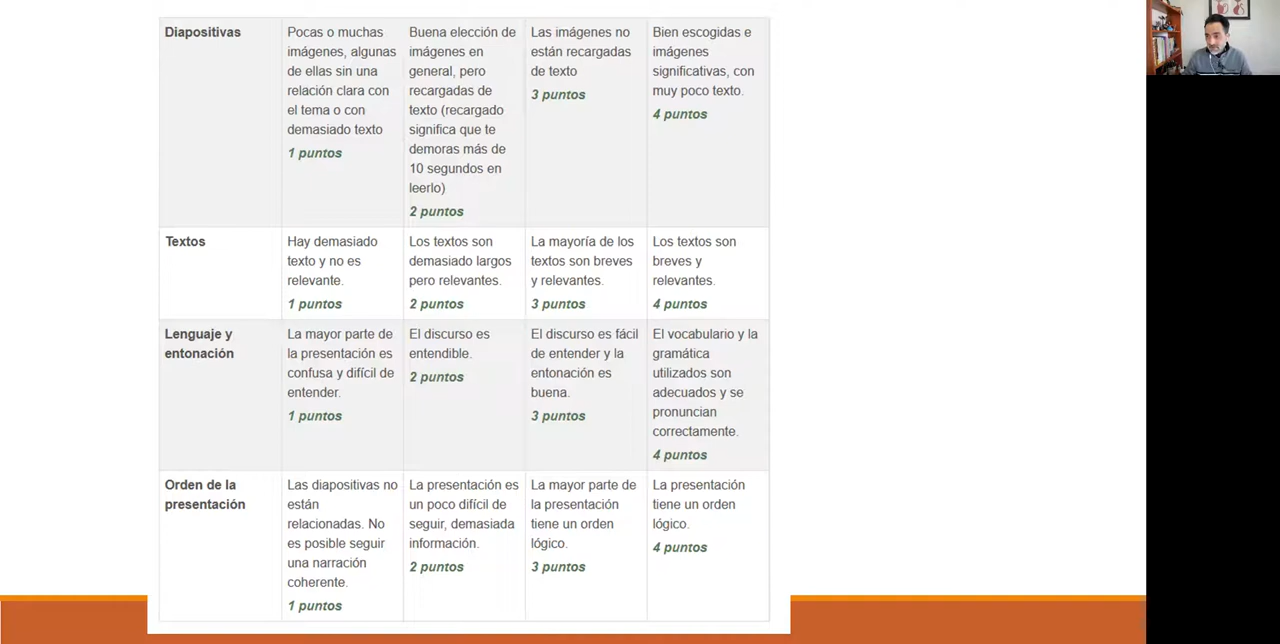 Diapositivas
Pocas o muchas
imágenes, algunas
de ellas sin una
relación clara con
el tema o con
demasiado texto
1 puntos
Buena elección de
imágenes en
general, pero
recargadas de
texto (recargado
significa que te
demoras más de
10 segundos en
leerlo)
2 puntos
Las imágenes no
están recargadas
de texto
3 puntos
Bien escogidas e
imágenes
significativas, con
muy poco texto.
4 puntos
Textos
Hay demasiado
texto y no es
relevante.
1 puntos
Los textos son
demasiado largos
pero relevantes.
2 puntos
La mayoría de los
textos son breves
y relevantes.
3 puntos
Los textos son
breves y
relevantes.
4 puntos
Lenguaje y
entonación
La mayor parte de
la presentación es
confusa y difícil de
entender.
1 puntos
El discurso es
entendible.
2 puntos
El discurso es fácil
de entender y la
entonación es
buena.
3 puntos
El vocabulario y la
gramática
utilizados son
adecuados y se
pronuncian
correctamente.
4 puntos
Orden de la
presentación
Las diapositivas no
están
relacionadas. No
es posible seguir
una narración
coherente.
1 puntos
La presentación es
un poco difícil de
seguir, demasiada
información.
2 puntos
La mayor parte de
la presentación
tiene un orden
lógico.
3 puntos
La presentación
tiene un orden
lógico.
4 puntos